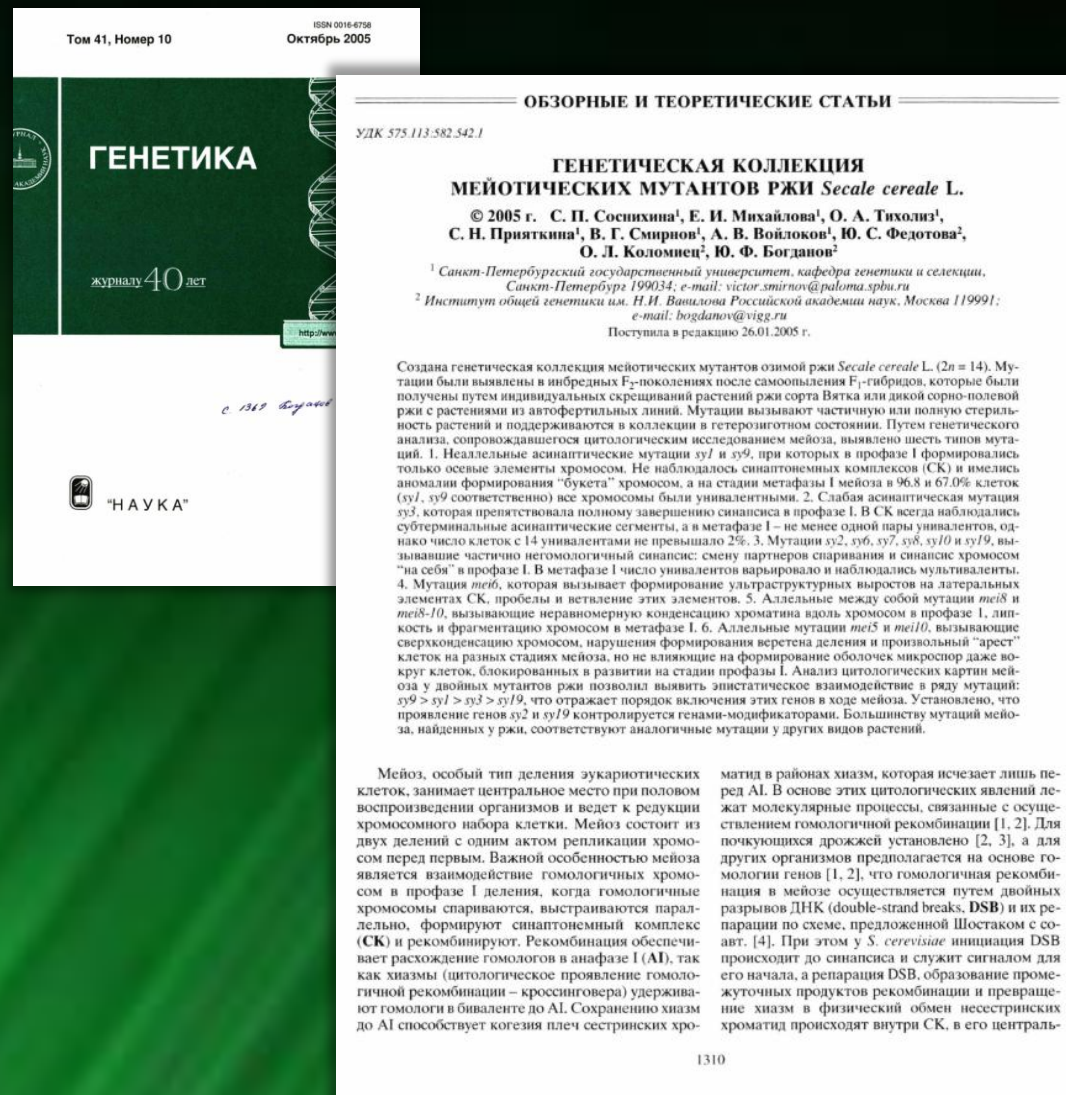 ISSN 0016-6758
Том 41, Номер 10
Октябрь 2005
ГЕНЕТИКА
журналу 40 лет
http://www
с 1369 Богданов
"НАУКА"
ОБЗОРНЫЕ И ТЕОРЕТИЧЕСКИЕ СТАТЬИ
УДК 575.113:582.542.1
ГЕНЕТИЧЕСКАЯ КОЛЛЕКЦИЯ
МЕЙОТИЧЕСКИХ МУТАНТОВ РЖИ Secale cereale L.
© 2005 г. С. П. Соснихина¹, Е. И. Михайлова¹, О. А. Тихолиз¹,
С. Н. Прияткина¹, В. Г. Смирнов¹, А. В. Войлоков¹, Ю. С. Федотова²,
О. Л. Коломиец², Ю. Ф. Богданов²
¹ Санкт-Петербургский государственный университет, кафедра генетики и селекции,
Санкт-Петербург 199034; e-mail: victor.smirnov@paloma.spbu.ru
² Институт общей генетики им. Н.И. Вавилова Российской академии наук, Москва 119991;
e-mail: bogdanov@vigg.ru
Поступила в редакцию 26.01.2005 г.
Создана генетическая коллекция мейотических мутантов озимой ржи Secale cereale L. (2n = 14). Му-
тации были выявлены в инбредных F₂-поколениях после самоопыления F₁-гибридов, которые были
получены путем индивидуальных скрещиваний растений ржи сорта Вятка или дикой сорно-полевой
ржи с растениями из автофертильных линий. Мутации вызывают частичную или полную стериль-
ность растений и поддерживаются в коллекции в гетерозиготном состоянии. Путем генетического
анализа, сопровождавшегося цитологическим исследованием мейоза, выявлено шесть типов мута-
ций. 1. Неаллельные асинаптические мутации sy1 и sy9, при которых в профазе I формировались
только осевые элементы хромосом. Не наблюдалось синаптонемных комплексов (СК) и имелись
аномалии формирования “букета” хромосом, а на стадии метафазы I мейоза в 96.8 и 67.0% клеток
(sy1, sy9 соответственно) все хромосомы были унивалентными. 2. Слабая асинаптическая мутация
sy3, которая препятствовала полному завершению синапсиса в профазе I. В СК всегда наблюдались
субтерминальные асинаптические сегменты, а в метафазе I – не менее одной пары унивалентов, од-
нако число клеток с 14 унивалентами не превышало 2%. 3. Мутации sy2, sy6, sy7, sy8, sy10 и sy19, вы-
зывавшие частично негомологичный синапсис: смену партнеров спаривания и синапсис хромосом
“на себя” в профазе I. В метафазе I число унивалентов варьировало и наблюдались мультиваленты.
4. Мутация mei6, которая вызывает формирование ультраструктурных выростов на латеральных
элементах СК, пробелы и ветвление этих элементов. 5. Аллельные между собой мутации mei8 и
mei8-10, вызывающие неравномерную конденсацию хроматина вдоль хромосом в профазе 1, лип-
кость и фрагментацию хромосом в метафазе I. 6. Аллельные мутации mei5 и mei10, вызывающие
сверхконденсацию хромосом, нарушения формирования веретена деления и произвольный “арест”
клеток на разных стадиях мейоза, но не влияющие на формирование оболочек микроспор даже во-
круг клеток, блокированных в развитии на стадии профазы I. Анализ цитологических картин мей-
оза у двойных мутантов ржи позволил выявить эпистатическое взаимодействие в ряду мутаций:
sy9 > sy1 > sy3 > sy19, что отражает порядок включения этих генов в ходе мейоза. Установлено, что
проявление генов sy2 и sy19 контролируется генами-модификаторами. Большинству мутаций мейо-
за, найденных у ржи, соответствуют аналогичные мутации у других видов растений.
Мейоз, особый тип деления эукариотических
клеток, занимает центральное место при половом
воспроизведении организмов и ведет к редукции
хромосомного набора клетки. Мейоз состоит из
двух делений с одним актом репликации хромо-
сом перед первым. Важной особенностью мейоза
является взаимодействие гомологичных хромо-
сом в профазе I деления, когда гомологичные
хромосомы спариваются, выстраиваются парал-
лельно, формируют синаптонемный комплекс
(СК) и рекомбинируют. Рекомбинация обеспечи-
вает расхождение гомологов в анафазе I (AI), так
как хиазмы (цитологическое проявление гомоло-
гичной рекомбинации – кроссинговера) удержива-
ют гомологи в биваленте до AI. Сохранению хиазм
до AI способствует когезия плеч сестринских хро-
матид в районах хиазм, которая исчезает лишь пе-
ред AI. В основе этих цитологических явлений ле-
жат молекулярные процессы, связанные с осуще-
ствлением гомологичной рекомбинации [1, 2]. Для
почкующихся дрожжей установлено [2, 3], а для
других организмов предполагается на основе го-
мологии генов [1, 2], что гомологичная рекомби-
нация в мейозе осуществляется путем двойных
разрывов ДНК (double-strand breaks, DSB) и их ре-
парации по схеме, предложенной Шостаком с со-
авт. [4]. При этом у S. cerevisiae инициация DSB
происходит до синапсиса и служит сигналом для
его начала, а репарация DSB, образование проме-
жуточных продуктов рекомбинации и превраще-
ние хиазм в физический обмен несестринских
хроматид происходят внутри СК, в его централь-
1310